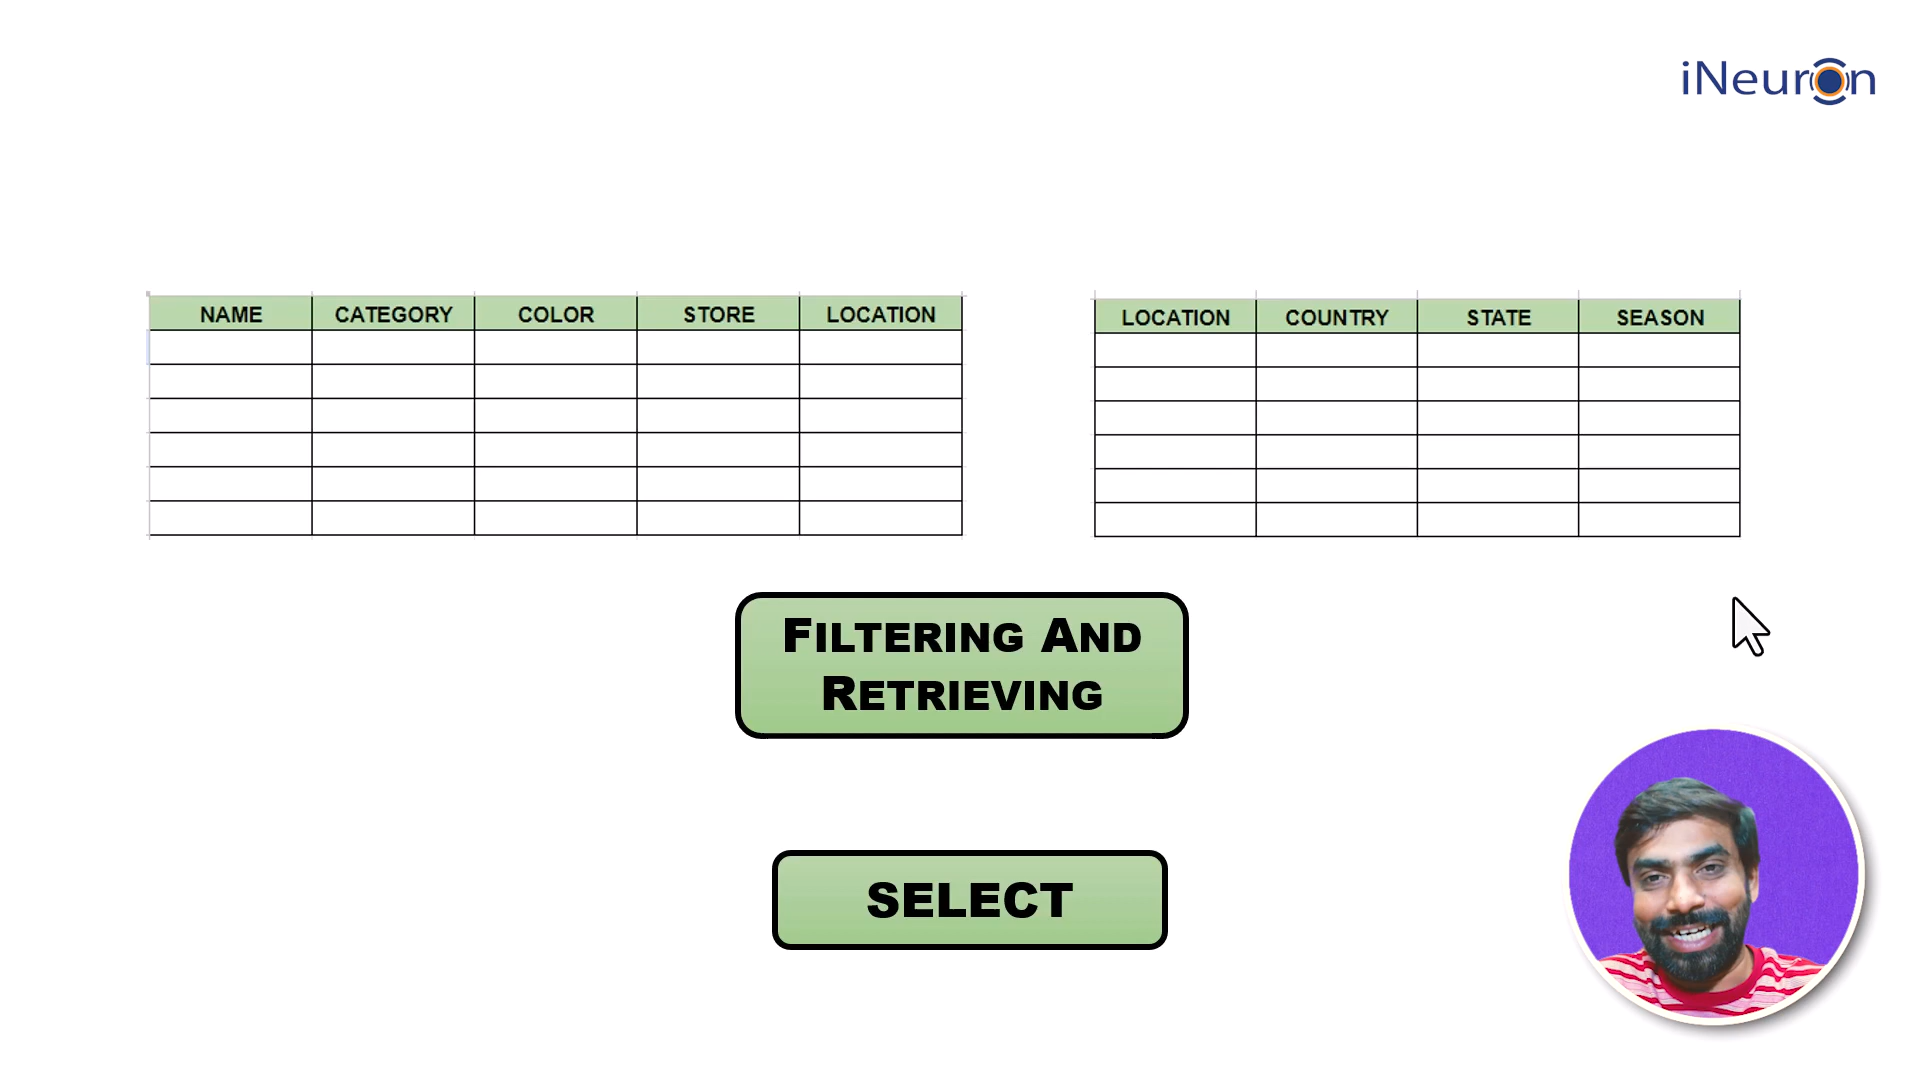 iNeuron
NAME CATEGORY COLOR STORE LOCATION
LOCATION COUNTRY STATE SEASON
FILTERING AND
RETRIEVING
SELECT